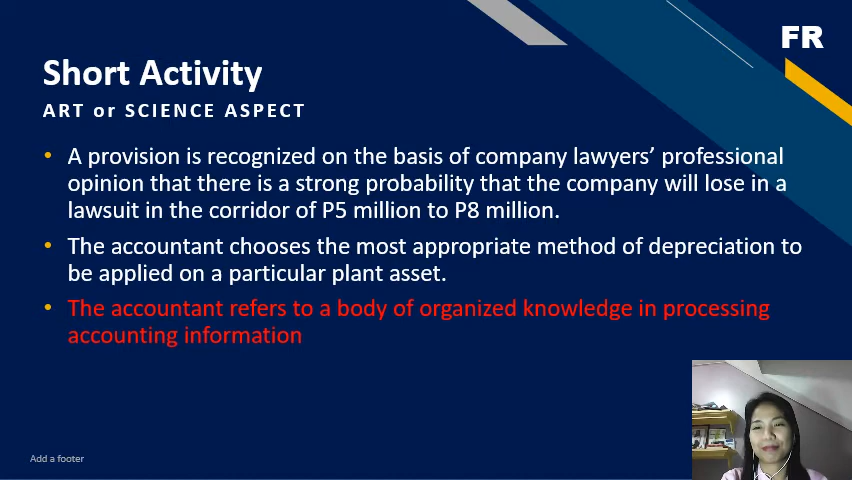 FR
Short Activity
ART or SCIENCE ASPECT
• A provision is recognized on the basis of company lawyers’ professional
opinion that there is a strong probability that the company will lose in a
lawsuit in the corridor of P5 million to P8 million.
• The accountant chooses the most appropriate method of depreciation to
be applied on a particular plant asset.
• The accountant refers to a body of organized knowledge in processing
accounting information
Add a footer